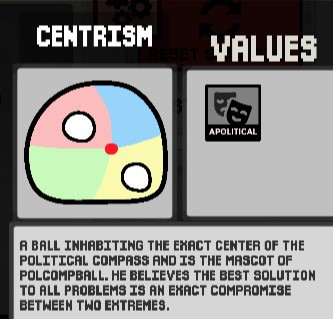 CENTRISM
VALUES
APOLITICAL
A BALL INHABITING THE EXACT CENTER OF THE
POLITICAL COMPASS AND IS THE MASCOT OF
POLCOMPBALL. HE BELIEVES THE BEST SOLUTION
TO ALL PROBLEMS IS AN EXACT COMPROMISE
BETWEEN TWO EXTREMES.